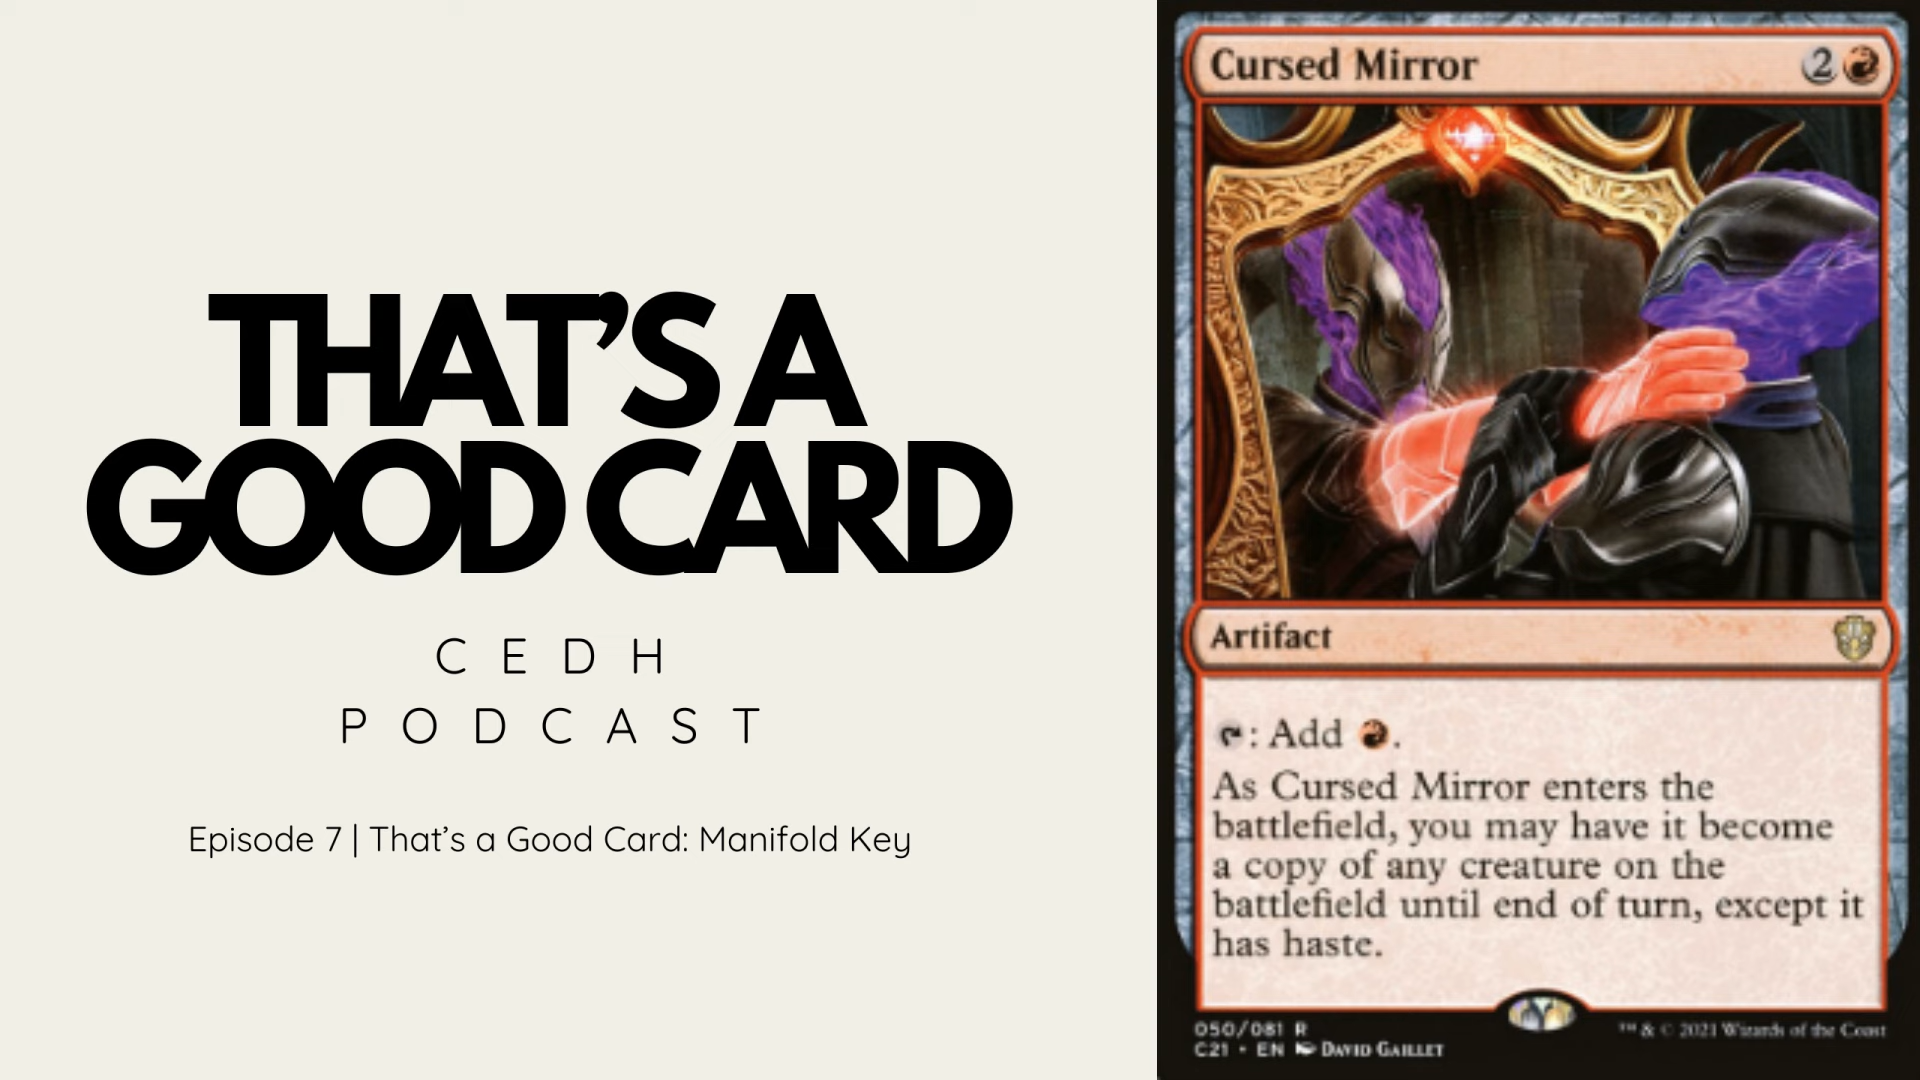 THAT’S A
GOOD CARD
CEDH
PODCAST
Episode 7 | That’s a Good Card: Manifold Key
Cursed Mirror 2
Artifact
: Add .
As Cursed Mirror enters the
battlefield, you may have it become
a copy of any creature on the
battlefield until end of turn, except it
has haste.
050/081 R
C21 • EN DAVID GAILLET
™ & © 2021 Wizards of the Coast